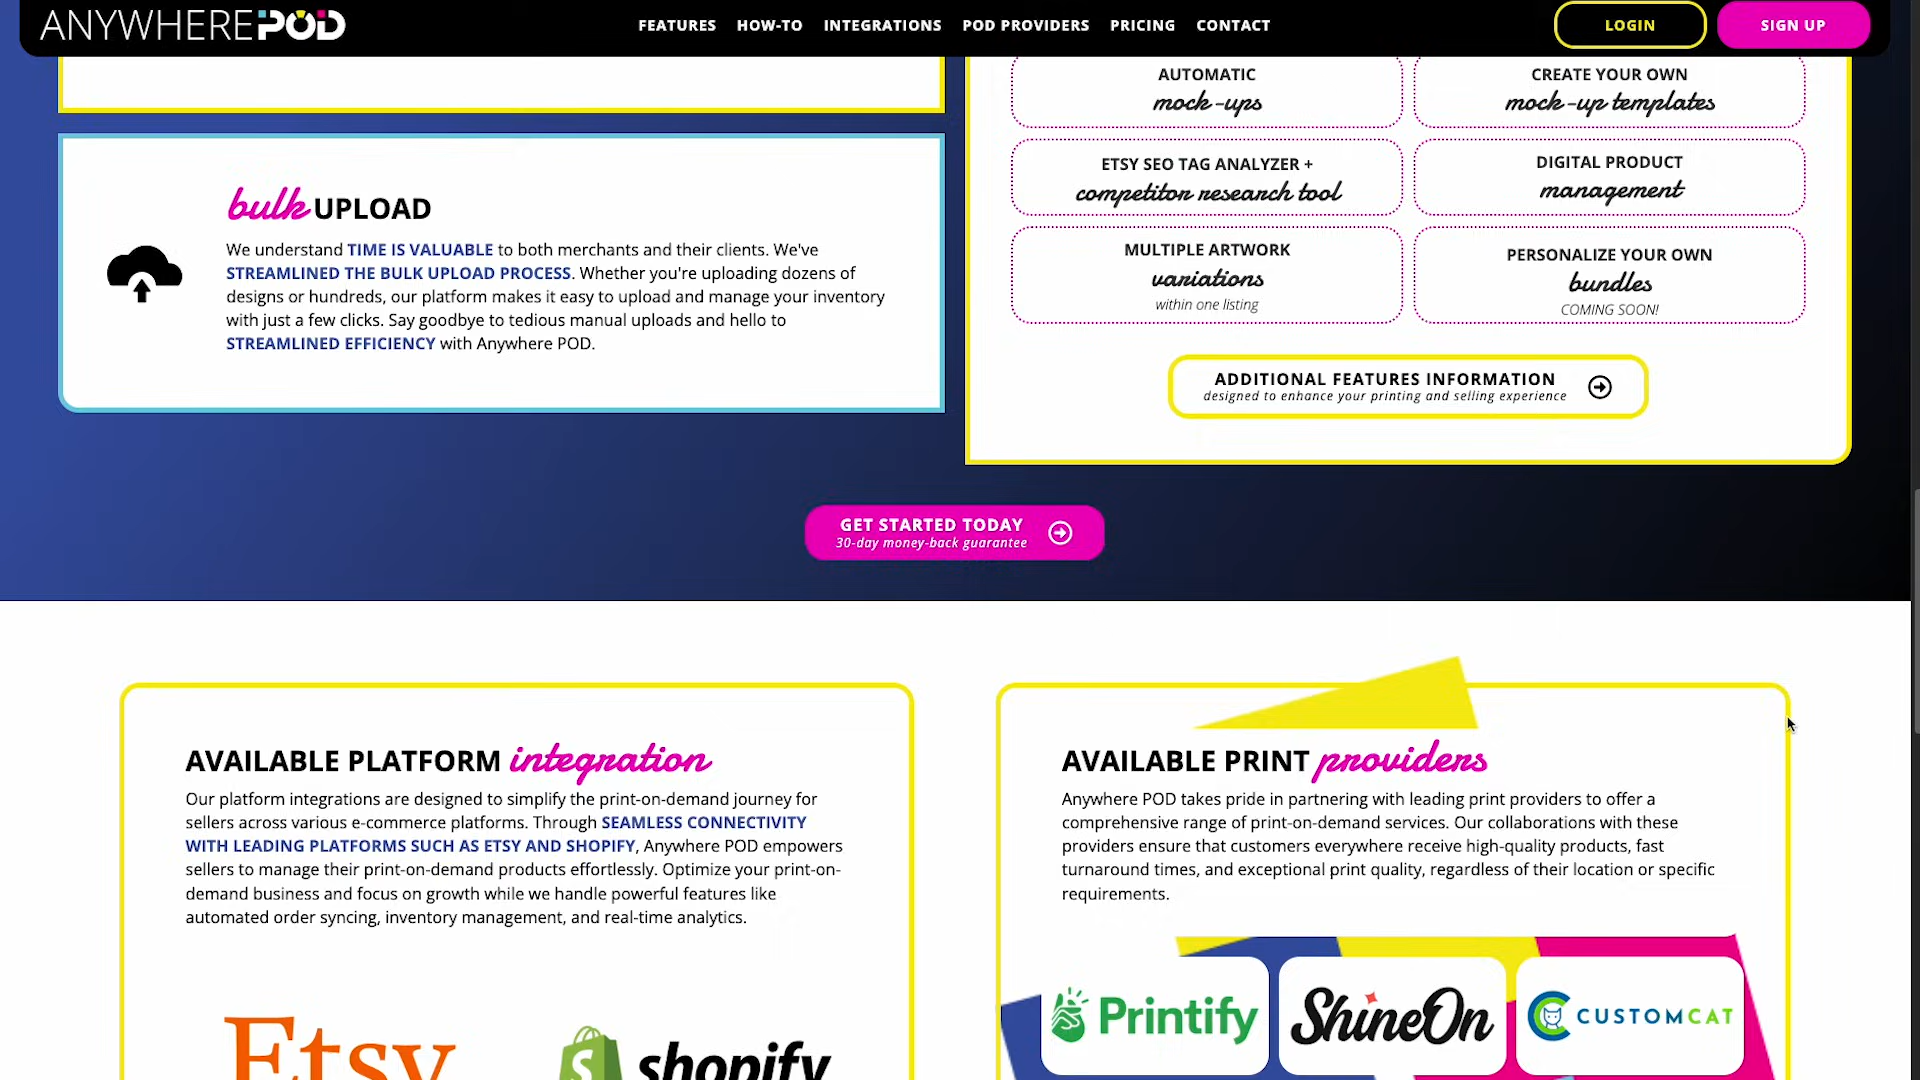 ANYWHEREPOD
FEATURES HOW-TO INTEGRATIONS POD PROVIDERS PRICING CONTACT
LOGIN
SIGN UP
bulk UPLOAD
We understand TIME IS VALUABLE to both merchants and their clients. We've
STREAMLINED THE BULK UPLOAD PROCESS. Whether you're uploading dozens of
designs or hundreds, our platform makes it easy to upload and manage your inventory
with just a few clicks. Say goodbye to tedious manual uploads and hello to
STREAMLINED EFFICIENCY with Anywhere POD.
AUTOMATIC
mock-ups
CREATE YOUR OWN
mock-up templates
ETSY SEO TAG ANALYZER +
competitor research tool
DIGITAL PRODUCT
management
MULTIPLE ARTWORK
variations
within one listing
PERSONALIZE YOUR OWN
bundles
COMING SOON!
ADDITIONAL FEATURES INFORMATION
designed to enhance your printing and selling experience
GET STARTED TODAY
30-day money-back guarantee
AVAILABLE PLATFORM integration
Our platform integrations are designed to simplify the print-on-demand journey for
sellers across various e-commerce platforms. Through SEAMLESS CONNECTIVITY
WITH LEADING PLATFORMS SUCH AS ETSY AND SHOPIFY, Anywhere POD empowers
sellers to manage their print-on-demand products effortlessly. Optimize your print-on-
demand business and focus on growth while we handle powerful features like
automated order syncing, inventory management, and real-time analytics.
Etsy
shopify
AVAILABLE PRINT providers
Anywhere POD takes pride in partnering with leading print providers to offer a
comprehensive range of print-on-demand services. Our collaborations with these
providers ensure that customers everywhere receive high-quality products, fast
turnaround times, and exceptional print quality, regardless of their location or specific
requirements.
Printify
ShineOn
CUSTOMCAT